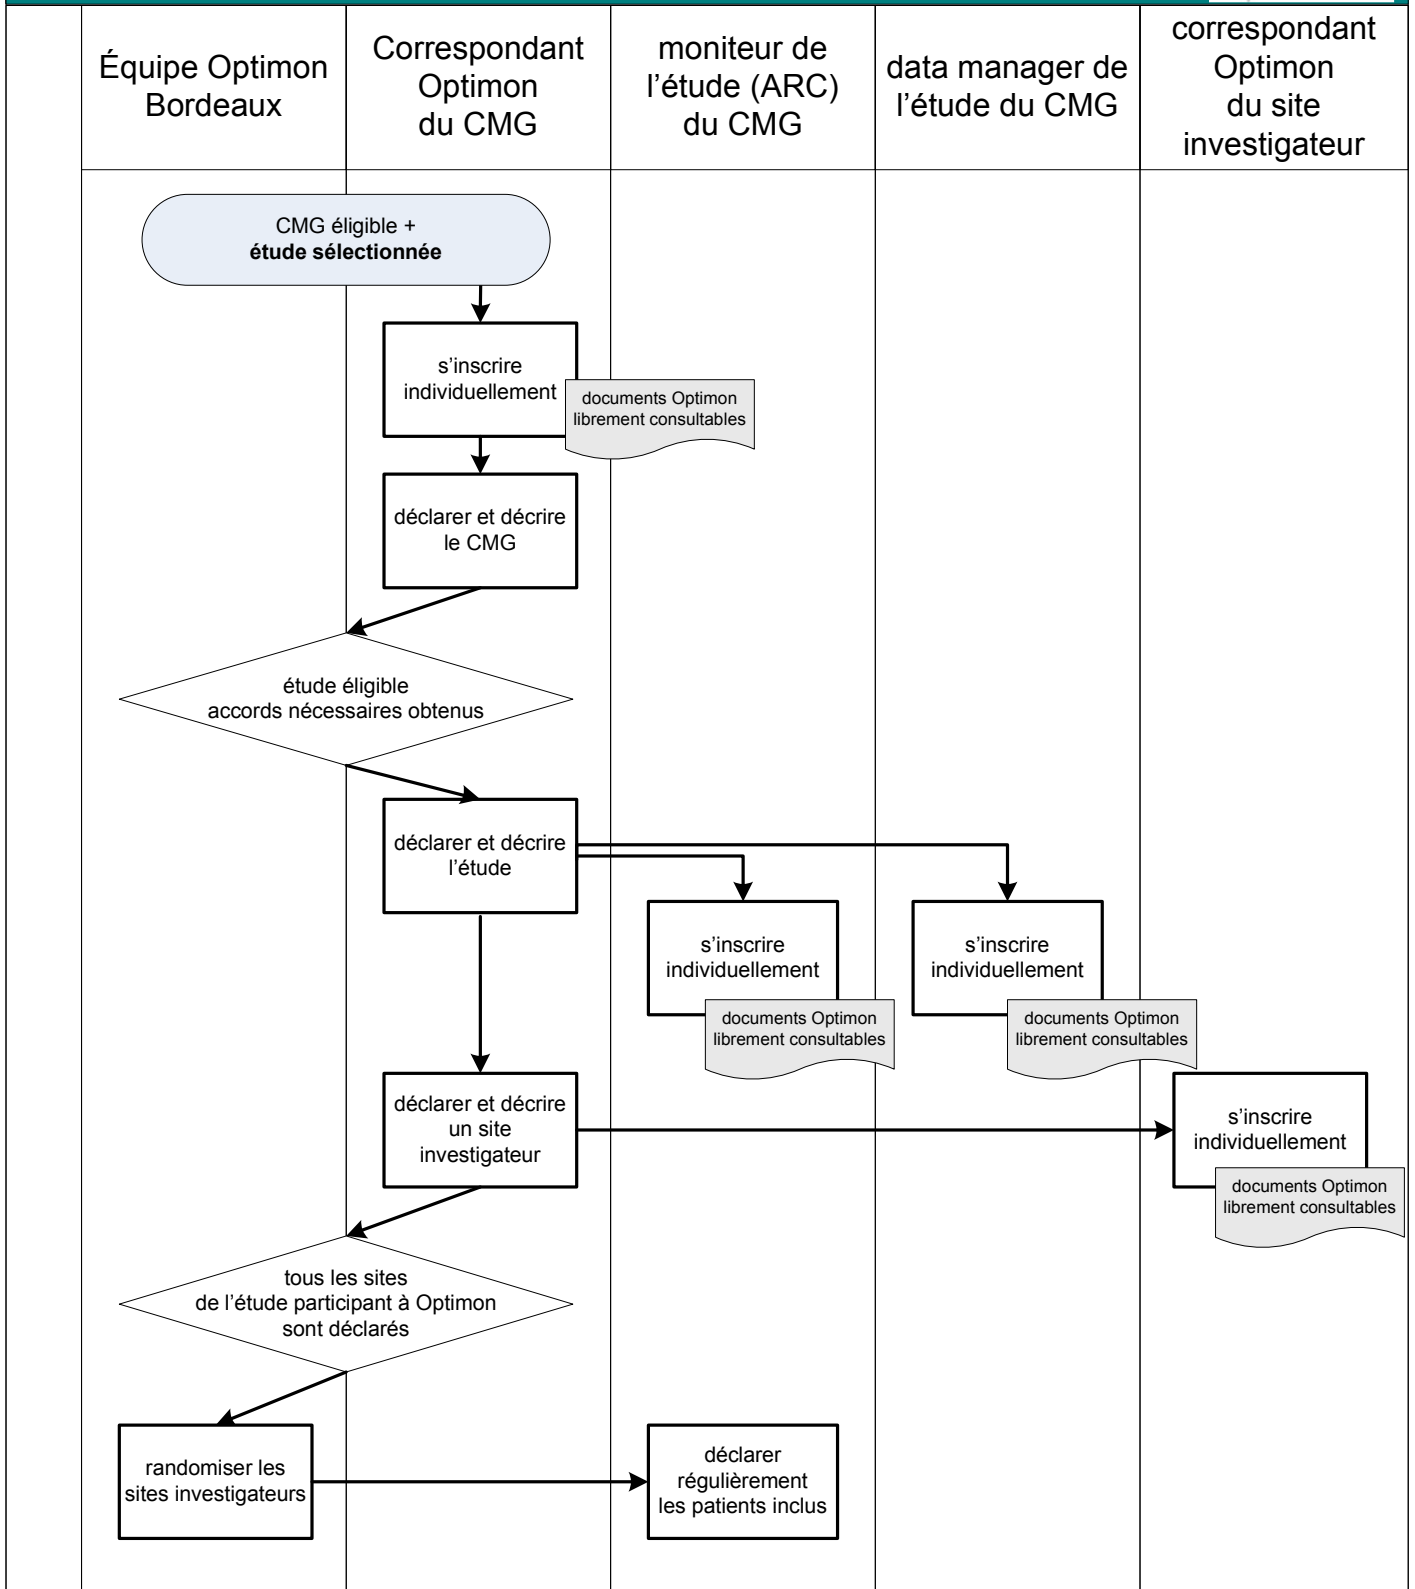 Équipe Optimon
Bordeaux
Correspondant
Optimon
du CMG
moniteur de
l'étude (ARC)
du CMG
data manager de
l'étude du CMG
correspondant
Optimon
du site
investigateur
CMG éligible +
étude sélectionnée
s'inscrire
individuellement
documents Optimon
librement consultables
déclarer et décrire
le CMG
étude éligible
accords nécessaires obtenus
déclarer et décrire
l'étude
s'inscrire
individuellement
documents Optimon
librement consultables
s'inscrire
individuellement
documents Optimon
librement consultables
déclarer et décrire
un site
investigateur
s'inscrire
individuellement
documents Optimon
librement consultables
tous les sites
de l'étude participant à Optimon
sont déclarés
randomiser les
sites investigateurs
déclarer
régulièrement
les patients inclus